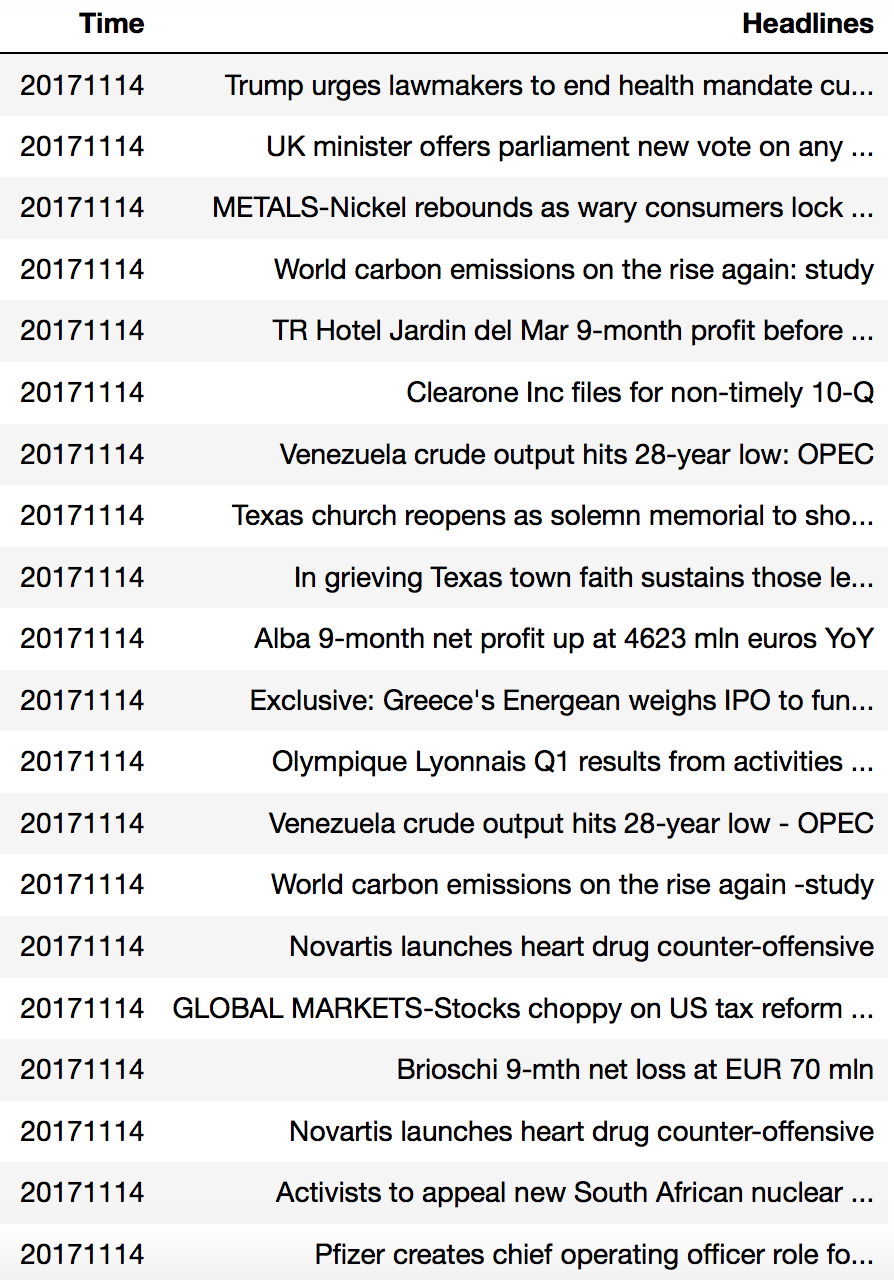 Time Headlines
20171114 Trump urges lawmakers to end health mandate cu...
20171114 UK minister offers parliament new vote on any ...
20171114 METALS-Nickel rebounds as wary consumers lock ...
20171114 World carbon emissions on the rise again: study
20171114 TR Hotel Jardin del Mar 9-month profit before ...
20171114 Clearone Inc files for non-timely 10-Q
20171114 Venezuela crude output hits 28-year low: OPEC
20171114 Texas church reopens as solemn memorial to sho...
20171114 In grieving Texas town faith sustains those le...
20171114 Alba 9-month net profit up at 4623 mln euros YoY
20171114 Exclusive: Greece's Energean weighs IPO to fun...
20171114 Olympique Lyonnais Q1 results from activities ...
20171114 Venezuela crude output hits 28-year low - OPEC
20171114 World carbon emissions on the rise again -study
20171114 Novartis launches heart drug counter-offensive
20171114 GLOBAL MARKETS-Stocks choppy on US tax reform ...
20171114 Brioschi 9-mth net loss at EUR 70 mln
20171114 Novartis launches heart drug counter-offensive
20171114 Activists to appeal new South African nuclear ...
20171114 Pfizer creates chief operating officer role fo...